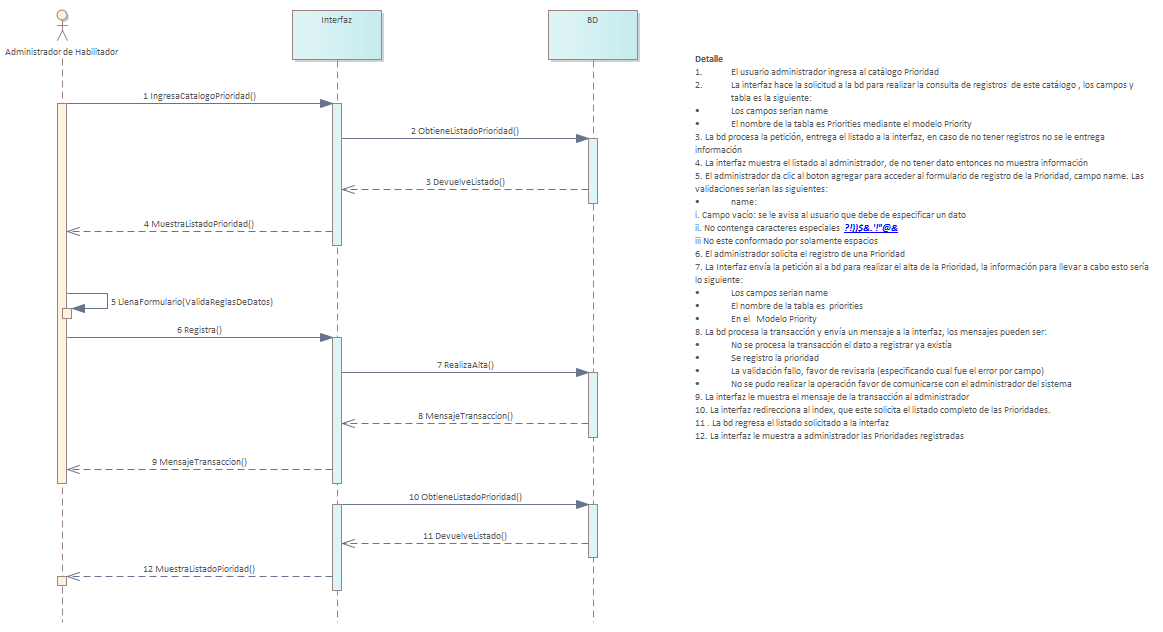 Interfaz
BD
Administrador de Habilitador
1 IngresaCatalogoPrioridad()
2 ObtieneListadoPrioridad()
3 DevuelveListado()
4 MuestraListadoPrioridad()
5 LlenaFormulario(ValidaReglasDeDatos)
6 Registra()
7 RealizaAlta()
8 MensajeTransaccion()
9 MensajeTransaccion()
10 ObtieneListadoPrioridad()
11 DevuelveListado()
12 MuestraListadoPioridad()
Detalle
1. El usuario administrador ingresa al catálogo Prioridad
2. La interfaz hace la solicitud a la bd para realizar la consulta de registros de este catálogo , los campos y
tabla es la siguiente:
• Los campos serian name
• El nombre de la tabla es Priorities mediante el modelo Priority
3. La bd procesa la petición, entrega el listado a la interfaz, en caso de no tener registros no se le entrega
información
4. La interfaz muestra el listado al administrador, de no tener dato entonces no muestra información
5. El administrador da clic al boton agregar para acceder al formulario de registro de la Prioridad, campo name. Las
validaciones serían las siguientes:
• name:
i. Campo vacío: se le avisa al usuario que debe de especificar un dato
ii. No contenga caracteres especiales ?!))$&.'!"@&
iii No este conformado por solamente espacios
6. El administrador solicita el registro de una Prioridad
7. La Interfaz envía la petición al a bd para realizar el alta de la Prioridad, la información para llevar a cabo esto sería
lo siguiente:
• Los campos serian name
• El nombre de la tabla es priorities
• En el Modelo Priority
8. La bd procesa la transacción y envía un mensaje a la interfaz, los mensajes pueden ser:
• No se procesa la transacción el dato a registrar ya existía
• Se registro la prioridad
• La validación fallo, favor de revisarla (especificando cual fue el error por campo)
• No se pudo realizar la operación favor de comunicarse con el administrador del sistema
9. La interfaz le muestra el mensaje de la transacción al administrador
10. La interfaz redirecciona al index, que este solicita el listado completo de las Prioridades.
11 . La bd regresa el listado solicitado a la interfaz
12. La interfaz le muestra a administrador las Prioridades registradas